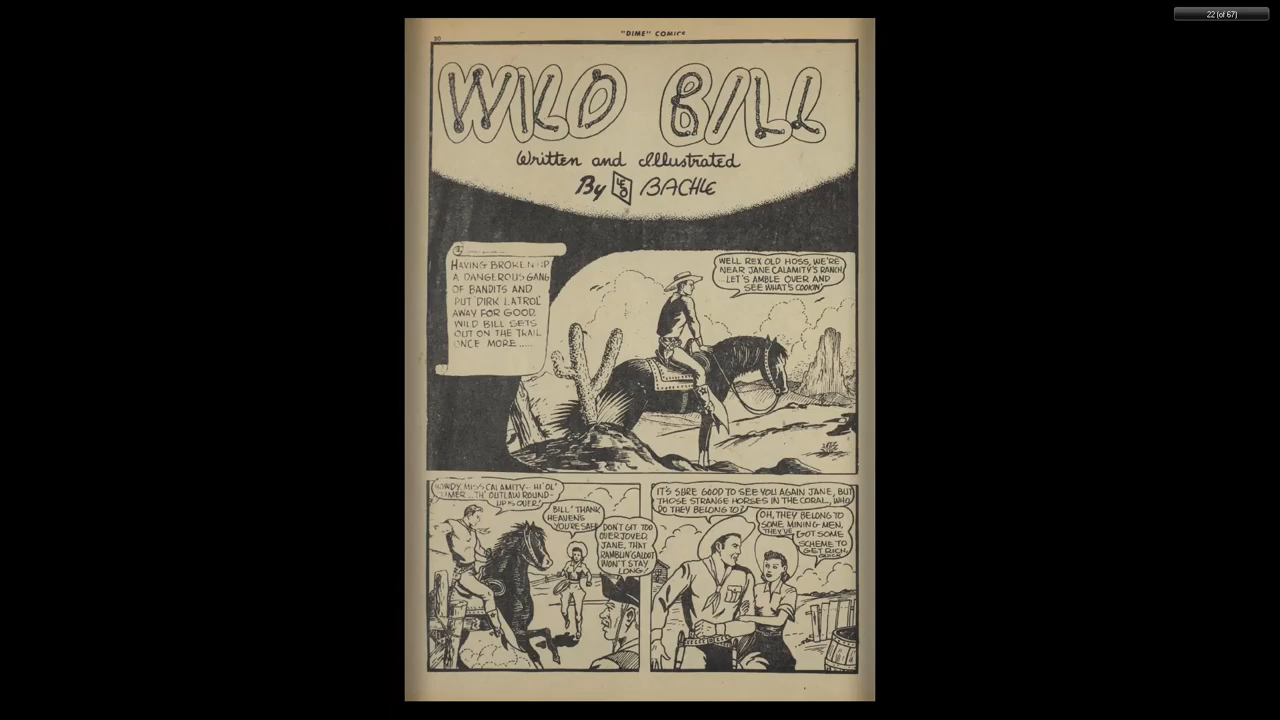 22 (of 67)
30
"DIME" COMICS
WILD BILL
Written and Illustrated
By LEO BACHLE
HAVING BROKEN UP
A DANGEROUS GANG
OF BANDITS AND
PUT DIRK LATROL
AWAY FOR GOOD.
WILD BILL SETS
OUT ON THE TRAIL
ONCE MORE.....
WELL REX OLD HOSS, WE'RE
NEAR JANE CALAMITY'S RANCH
LET'S AMBLE OVER AND
SEE WHAT'S COOKIN'
HOWDY, MISS CALAMITY-- HI 'OL'
TIMER...TH' OUTLAW ROUND-
UP IS OVER!
BILL! THANK
HEAVENS
YOU'RE SAFE
DON'T GIT TOO
OVERJOYED,
JANE, THAT
RAMBLIN' GALOOT
WON'T STAY
LONG!
IT'S SURE GOOD TO SEE YOU AGAIN JANE, BUT
THOSE STRANGE HORSES IN THE CORAL, WHO
DO THEY BELONG TO?
OH, THEY BELONG TO
SOME MINING MEN,
THEY'VE GOT SOME
SCHEME TO
GET RICH
QUICK